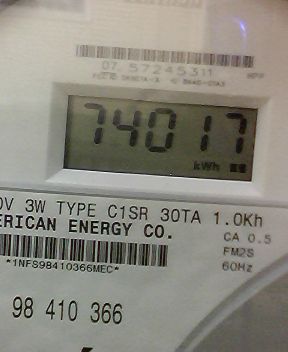 07. 57245311
74017
kWh
0V 3W TYPE C1SR 30TA 1.0Kh
ERICAN ENERGY CO.
CA 0.5
FM2S
*1NFS98410366MEC*
60Hz
98 410 366